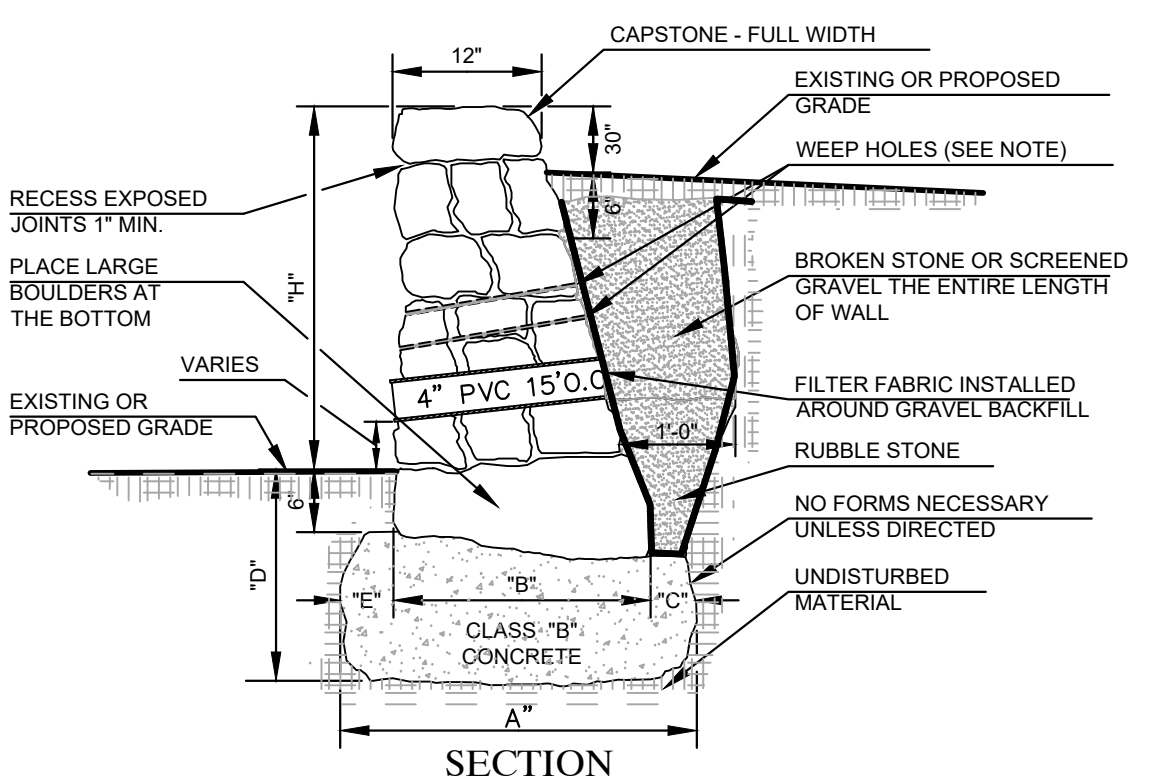 CAPSTONE - FULL WIDTH
12"
EXISTING OR PROPOSED
GRADE
30"
WEEP HOLES (SEE NOTE)
RECESS EXPOSED
JOINTS 1" MIN.
6"
PLACE LARGE
BOULDERS AT
THE BOTTOM
"H"
BROKEN STONE OR SCREENED
GRAVEL THE ENTIRE LENGTH
OF WALL
VARIES
4" PVC 15'O.C
FILTER FABRIC INSTALLED
AROUND GRAVEL BACKFILL
EXISTING OR
PROPOSED GRADE
1'-0"
RUBBLE STONE
6"
NO FORMS NECESSARY
UNLESS DIRECTED
"D"
"E"
"B"
"C"
UNDISTURBED
MATERIAL
CLASS "B"
CONCRETE
A"
SECTION